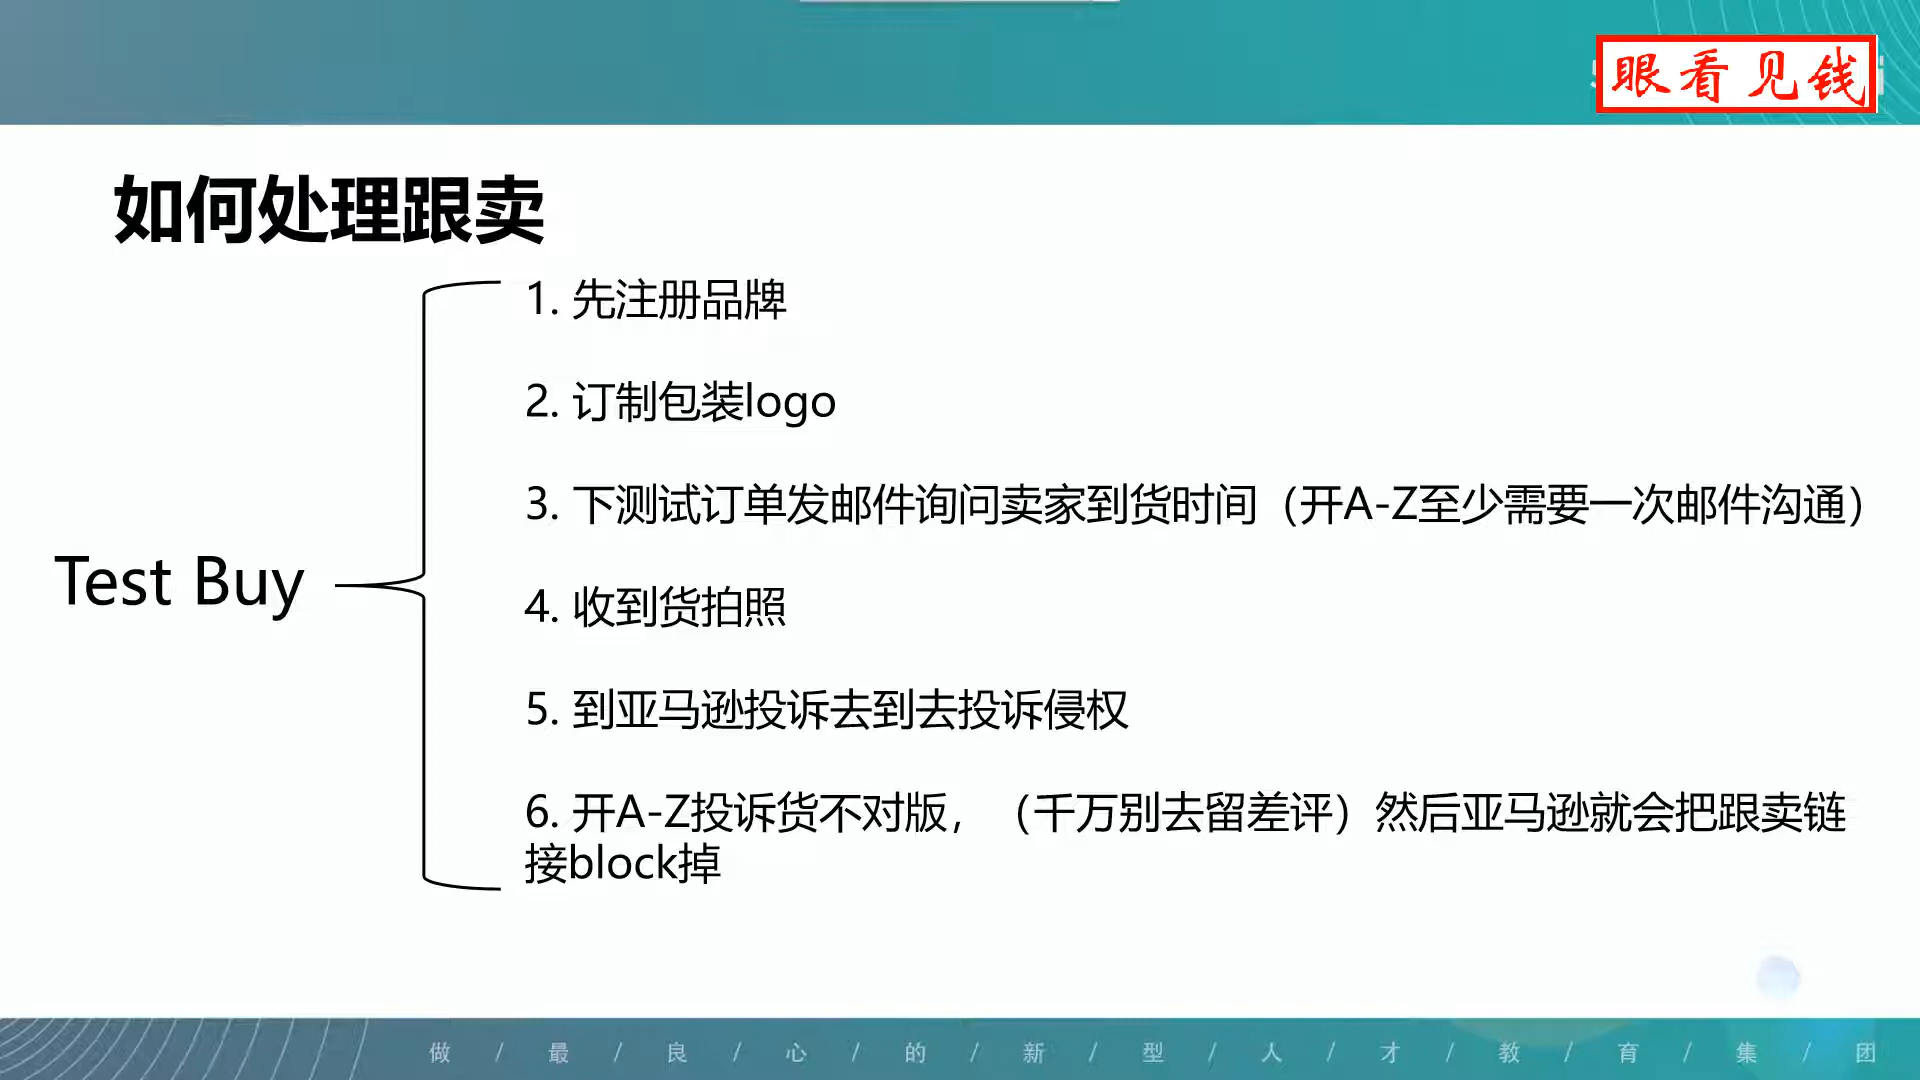 眼看见钱
如何处理跟卖
Test Buy
1. 先注册品牌
2. 订制包装logo
3. 下测试订单发邮件询问卖家到货时间（开A-Z至少需要一次邮件沟通）
4. 收到货拍照
5. 到亚马逊投诉去到去投诉侵权
6. 开A-Z投诉货不对版，（千万别去留差评）然后亚马逊就会把跟卖链
接block掉
做 / 最 / 良 / 心 / 的 / 新 / 型 / 人 / 才 / 教 / 育 / 集 / 团